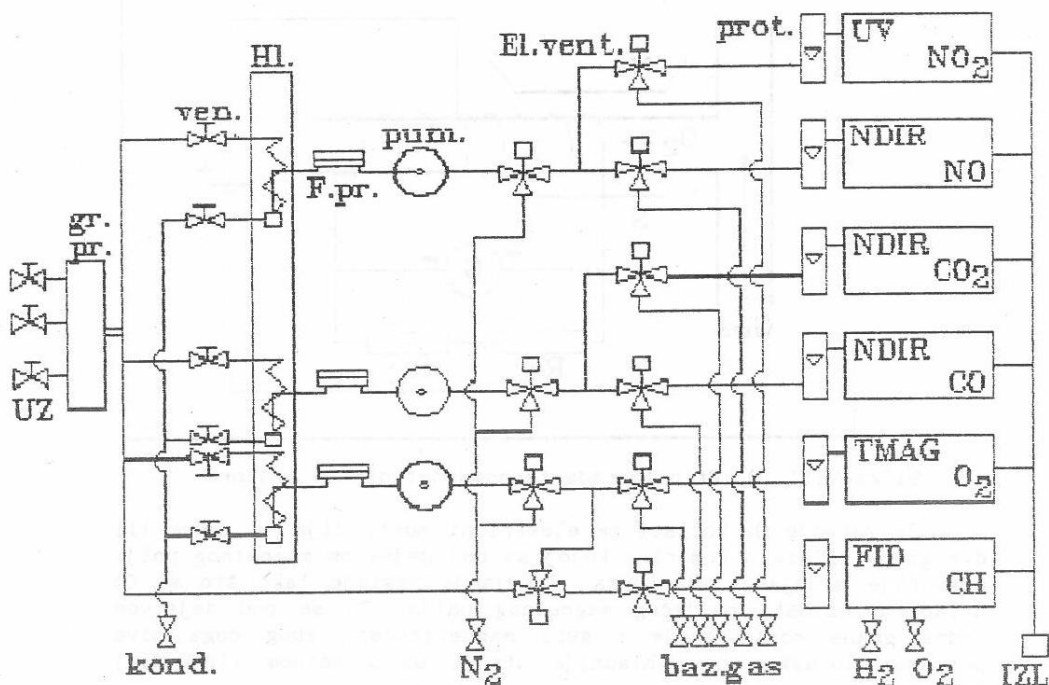 prot.
UV
NO2
El.vent.
Hl.
ven.
pum.
F.pr.
NDIR
NO
gr.
pr.
NDIR
CO2
UZ
NDIR
CO
TMAG
O2
FID
CH
kond.
N2
baz.gas
H2
O2
IZL